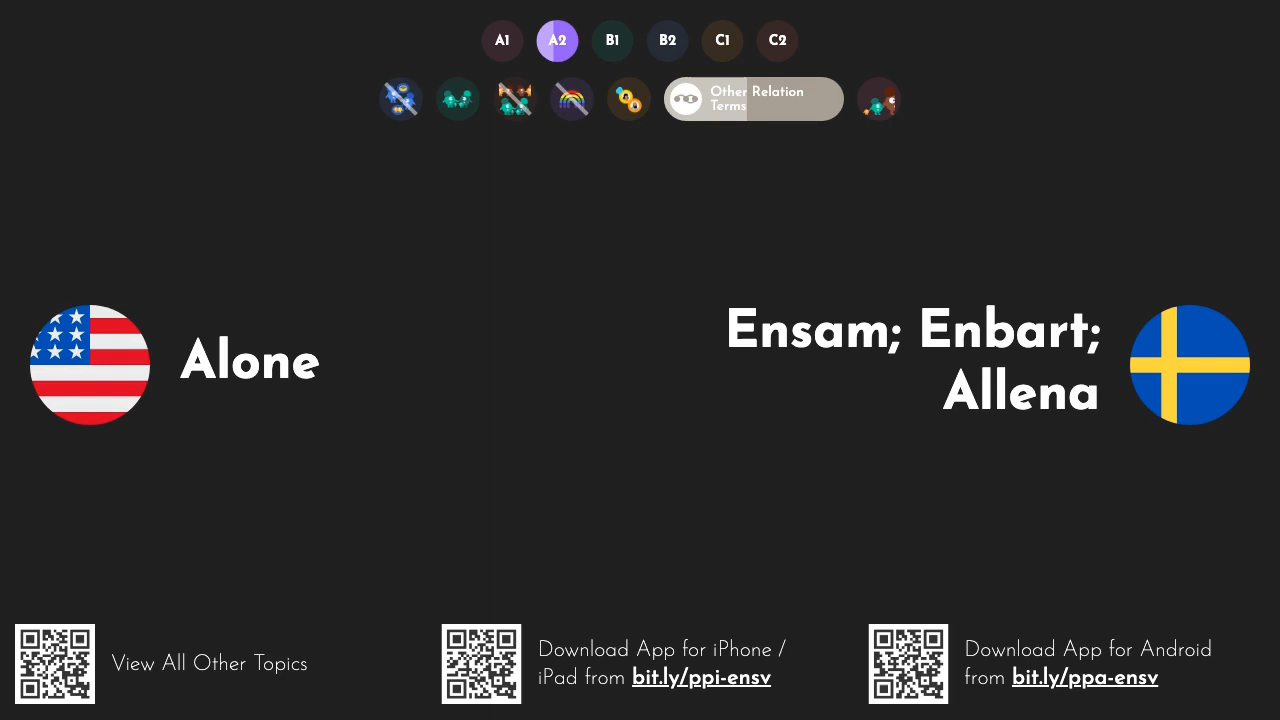 A1 A2 B1 B2 C1 C2
Other Relation
Terms
Alone
Ensam; Enbart;
Allena
View All Other Topics
Download App for iPhone /
iPad from bit.ly/ppi-ensv
Download App for Android
from bit.ly/ppa-ensv